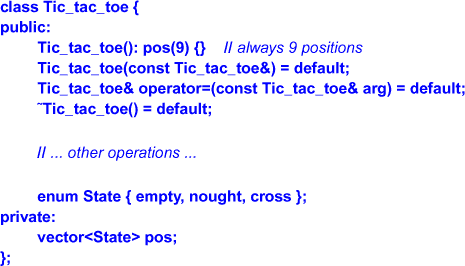 class Tic_tac_toe {
public:
Tic_tac_toe(): pos(9) {} // always 9 positions
Tic_tac_toe(const Tic_tac_toe&) = default;
Tic_tac_toe& operator=(const Tic_tac_toe& arg) = default;
~Tic_tac_toe() = default;
// ... other operations ...
enum State { empty, nought, cross };
private:
vector<State> pos;
};